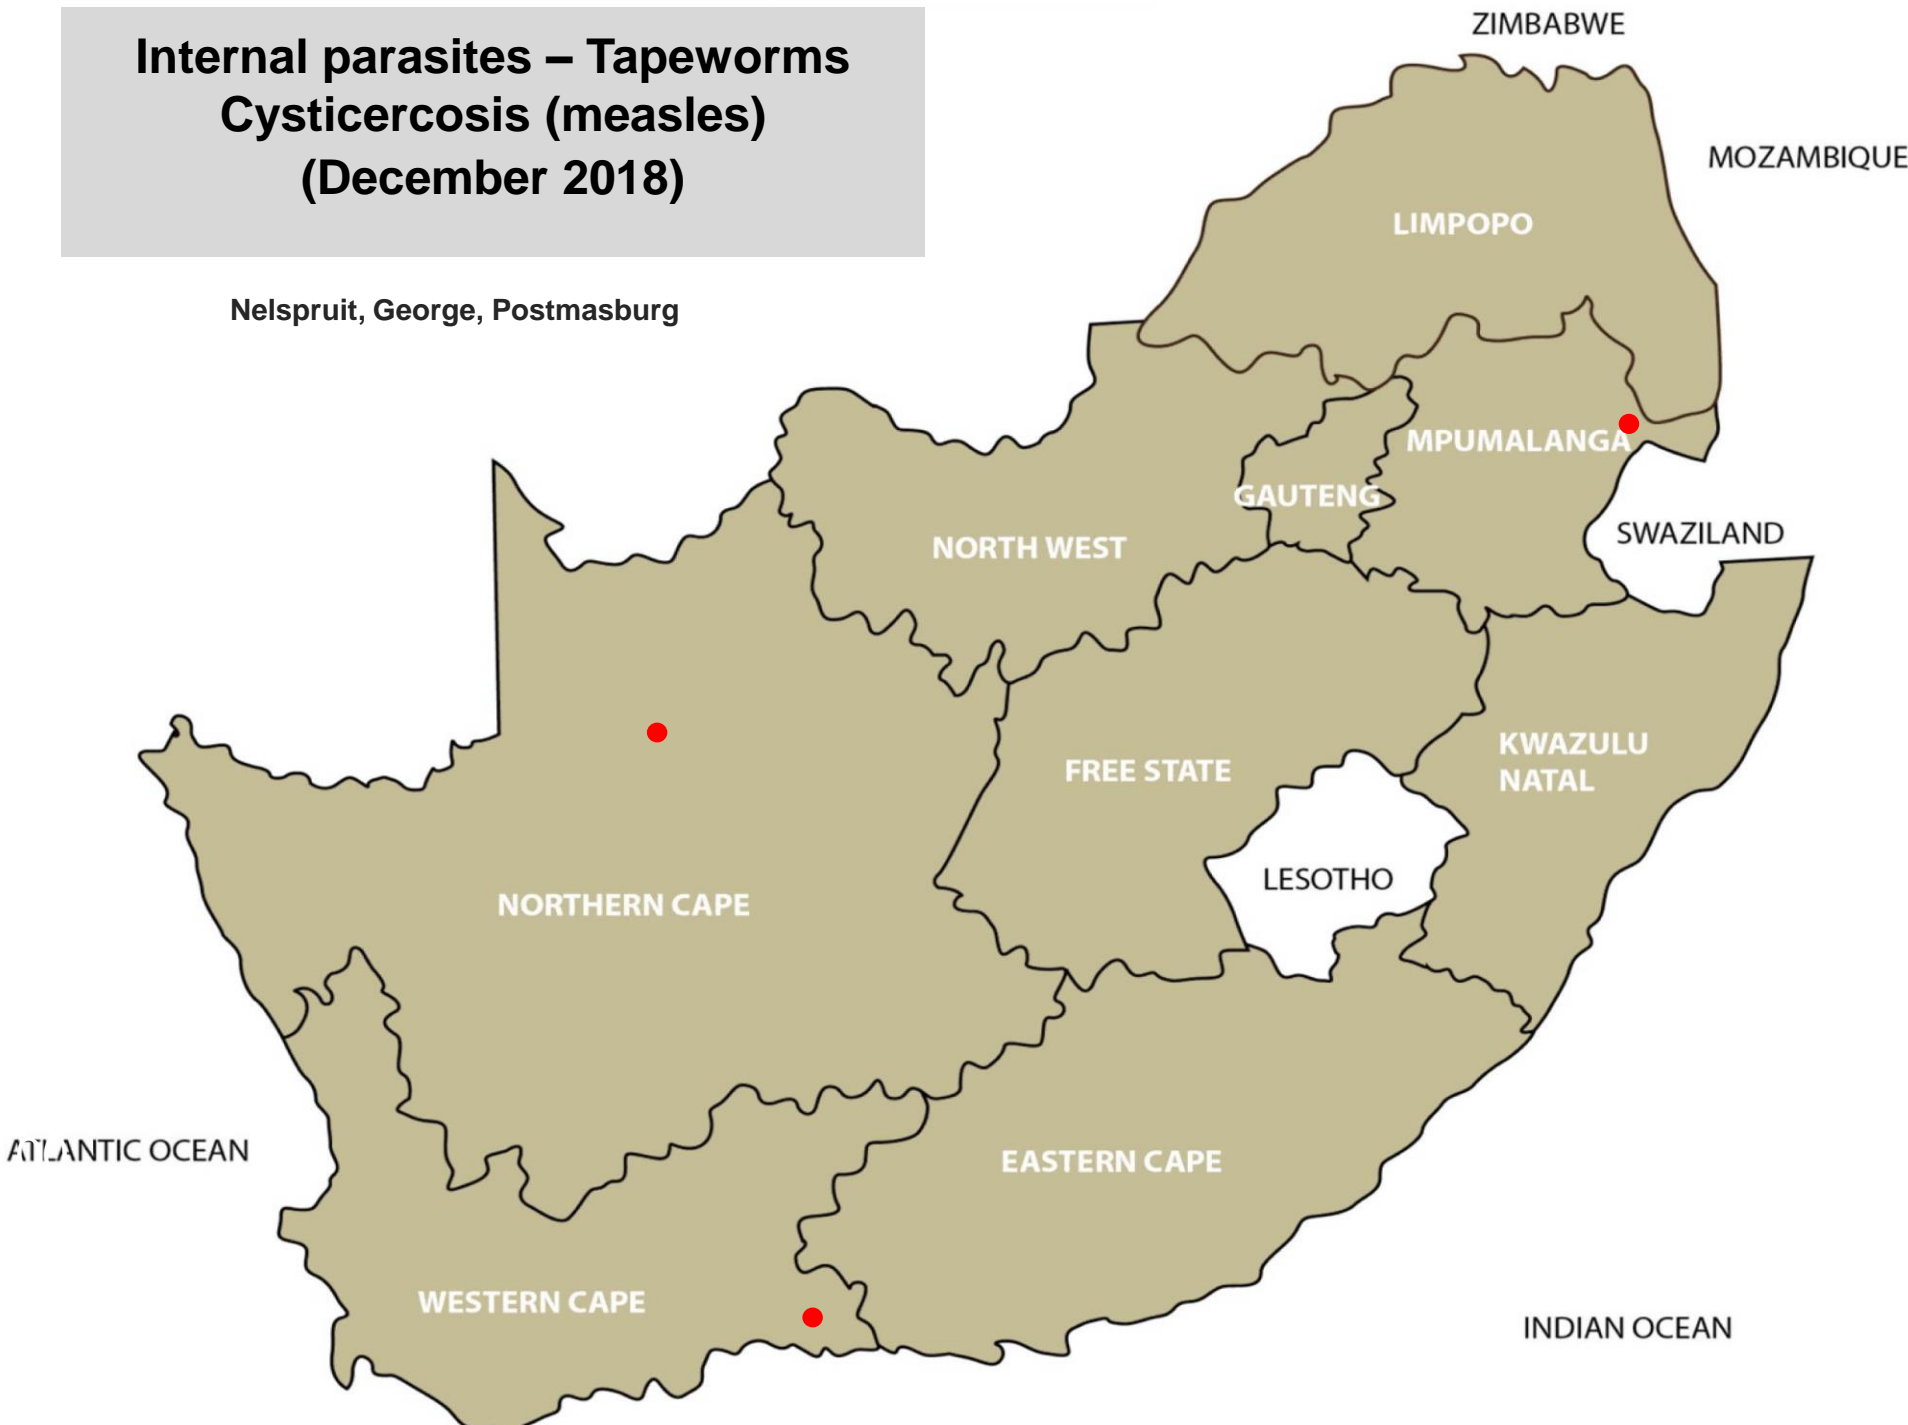 Internal parasites – Tapeworms
Cysticercosis (measles)
(December 2018)
Nelspruit, George, Postmasburg
ZIMBABWE
MOZAMBIQUE
LIMPOPO
MPUMALANGA
GAUTENG
SWAZILAND
NORTH WEST
KWAZULU
NATAL
FREE STATE
LESOTHO
NORTHERN CAPE
ATLANTIC OCEAN
EASTERN CAPE
WESTERN CAPE
INDIAN OCEAN